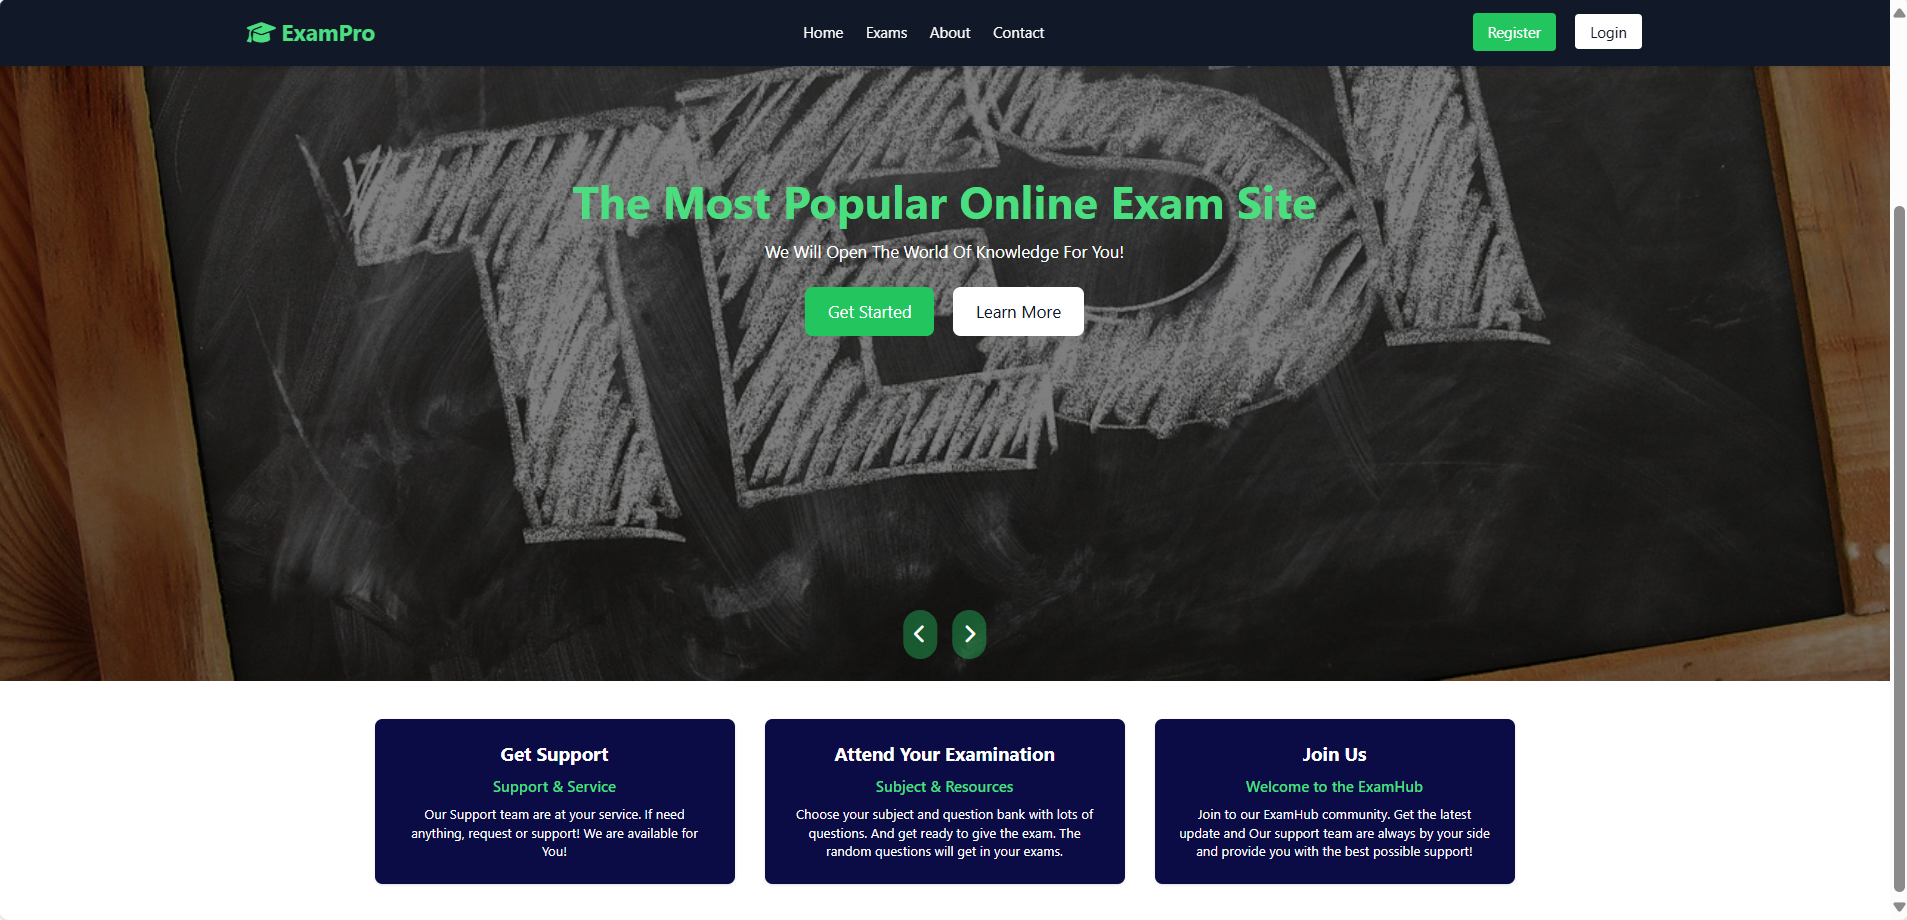 ExamPro
Home Exams About Contact
Register Login
The Most Popular Online Exam Site
We Will Open The World Of Knowledge For You!
Get Started Learn More
Get Support
Support & Service
Our Support team are at your service. If need
anything, request or support! We are available for
You!
Attend Your Examination
Subject & Resources
Choose your subject and question bank with lots of
questions. And get ready to give the exam. The
random questions will get in your exams.
Join Us
Welcome to the ExamHub
Join to our ExamHub community. Get the latest
update and Our support team are always by your side
and provide you with the best possible support!